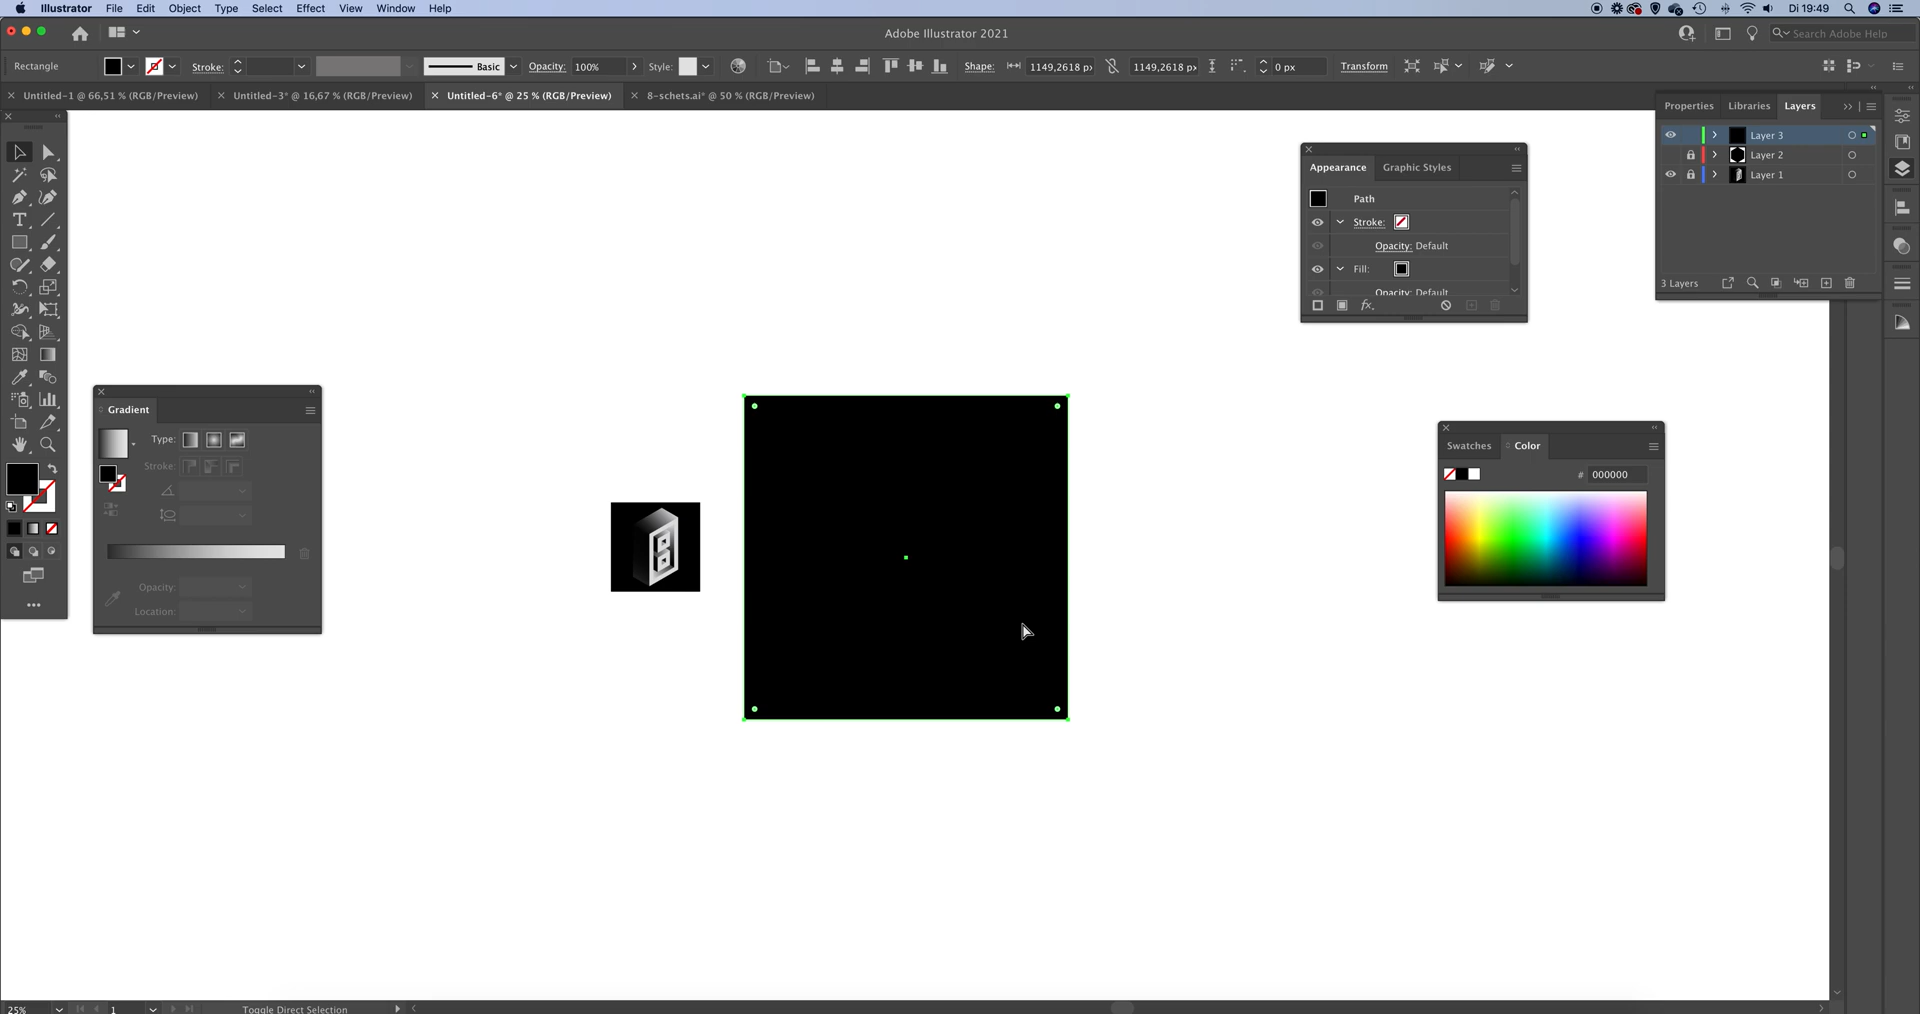 Illustrator File Edit Object Type Select Effect View Window Help
Di 19:49
Adobe Illustrator 2021
Search Adobe Help
Rectangle
Stroke:
Basic
Opacity: 100%
Style:
Shape: 1149,2618 px 1149,2618 px
0 px
Transform
Untitled-1 @ 66,51 % (RGB/Preview)
Untitled-3* @ 16,67 % (RGB/Preview)
Untitled-6* @ 25 % (RGB/Preview)
8-schets.ai* @ 50 % (RGB/Preview)
Properties Libraries Layers
Layer 3
Layer 2
Layer 1
3 Layers
Appearance Graphic Styles
Path
Stroke:
Opacity: Default
Fill:
Opacity: Default
Gradient
Type:
Stroke:
Opacity:
Location:
Swatches Color
# 000000
25%
1
Toggle Direct Selection